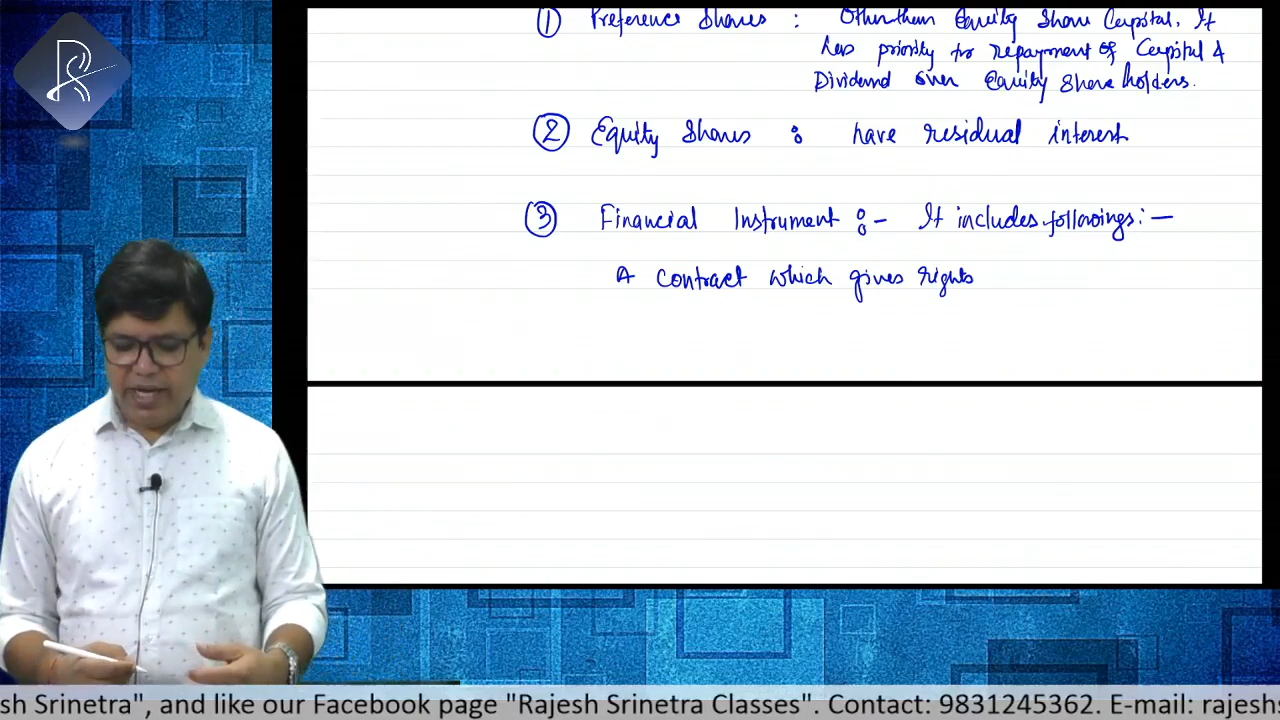 ① Preference Shares : Other than Equity Share Capital. It
has priority for repayment of Capital &
Dividend over Equity Shareholders.
② Equity Shares : have residual interest
③ Financial Instrument :- It includes followings:-
A contract which gives rights
sh Srinetra", and like our Facebook page "Rajesh Srinetra Classes". Contact: 9831245362. E-mail: rajesh